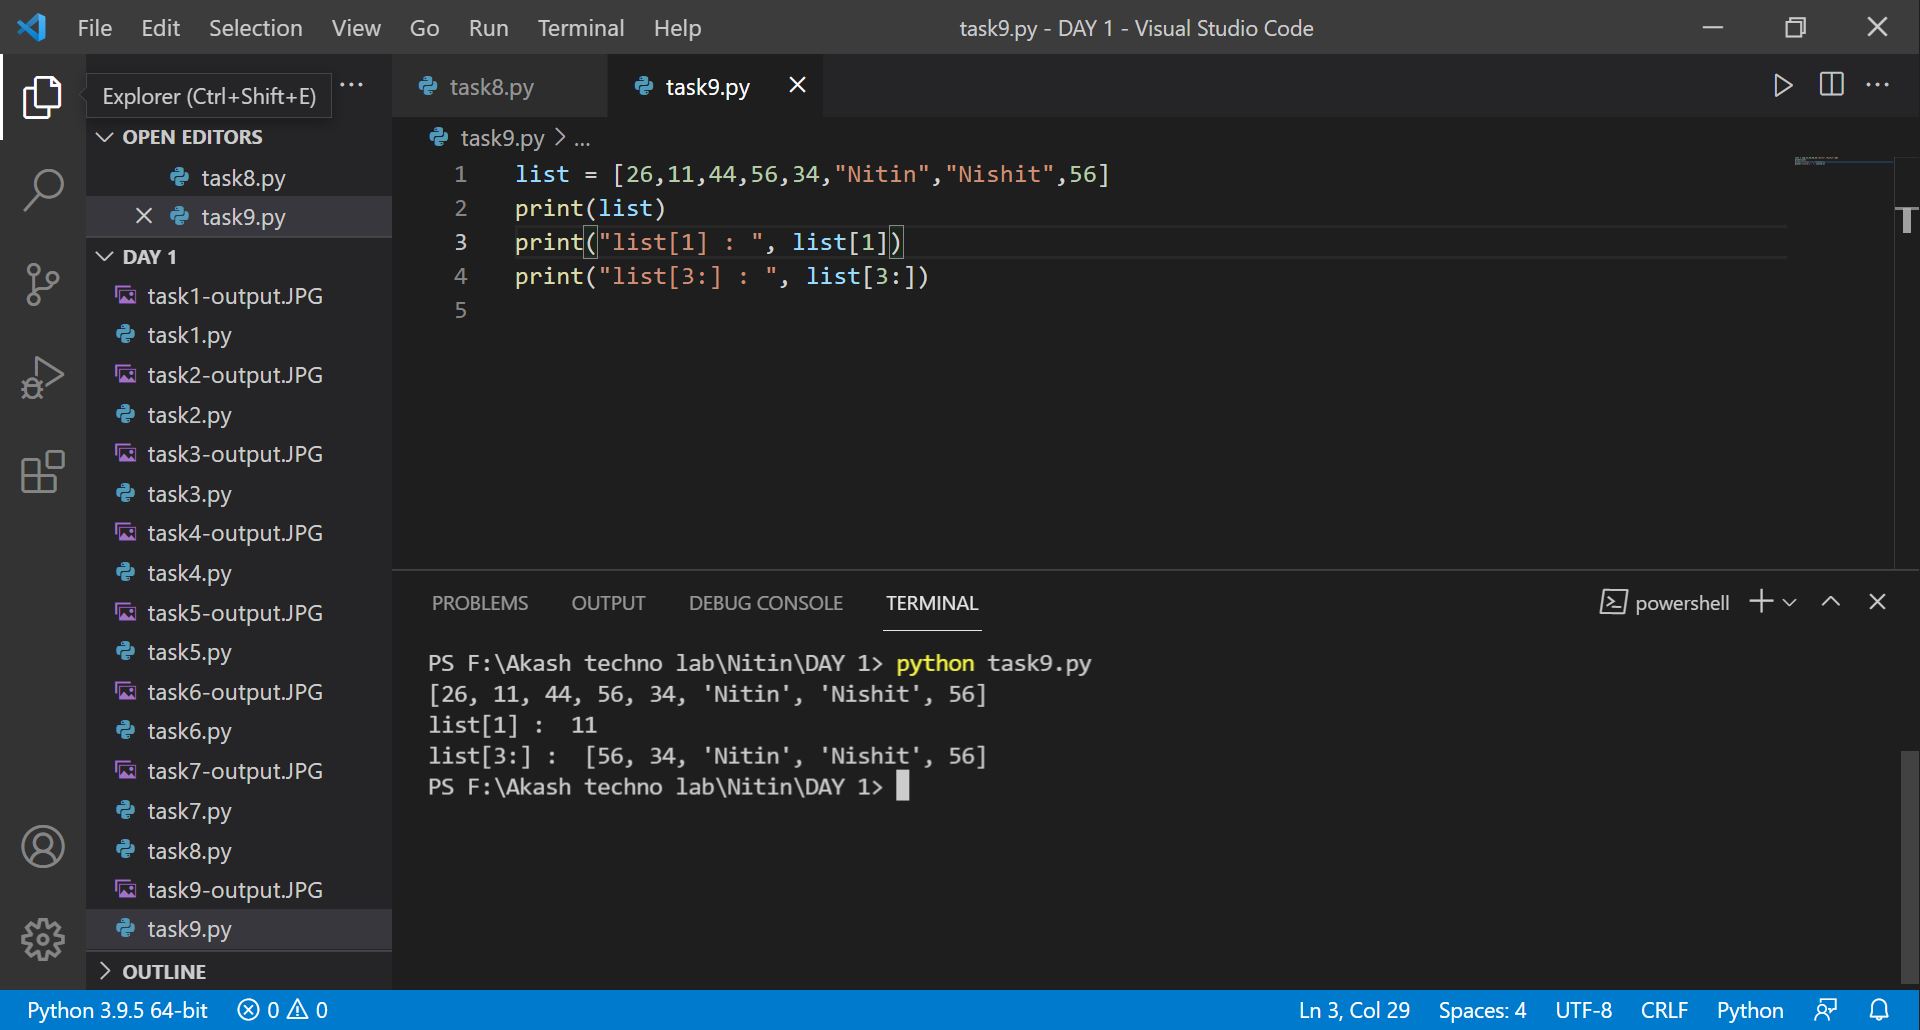 File Edit Selection View Go Run Terminal Help
task9.py - DAY 1 - Visual Studio Code
Explorer (Ctrl+Shift+E)
...
OPEN EDITORS
task8.py
task9.py
DAY 1
task1-output.JPG
task1.py
task2-output.JPG
task2.py
task3-output.JPG
task3.py
task4-output.JPG
task4.py
task5-output.JPG
task5.py
task6-output.JPG
task6.py
task7-output.JPG
task7.py
task8.py
task9-output.JPG
task9.py
OUTLINE
task8.py task9.py
task9.py > ...
1 list = [26,11,44,56,34,"Nitin","Nishit",56]
2 print(list)
3 print("list[1] : ", list[1])
4 print("list[3:] : ", list[3:])
5
PROBLEMS OUTPUT DEBUG CONSOLE TERMINAL
powershell
PS F:\Akash techno lab\Nitin\DAY 1> python task9.py
[26, 11, 44, 56, 34, 'Nitin', 'Nishit', 56]
list[1] :  11
list[3:] :  [56, 34, 'Nitin', 'Nishit', 56]
PS F:\Akash techno lab\Nitin\DAY 1>
Python 3.9.5 64-bit 0 0 Ln 3, Col 29 Spaces: 4 UTF-8 CRLF Python